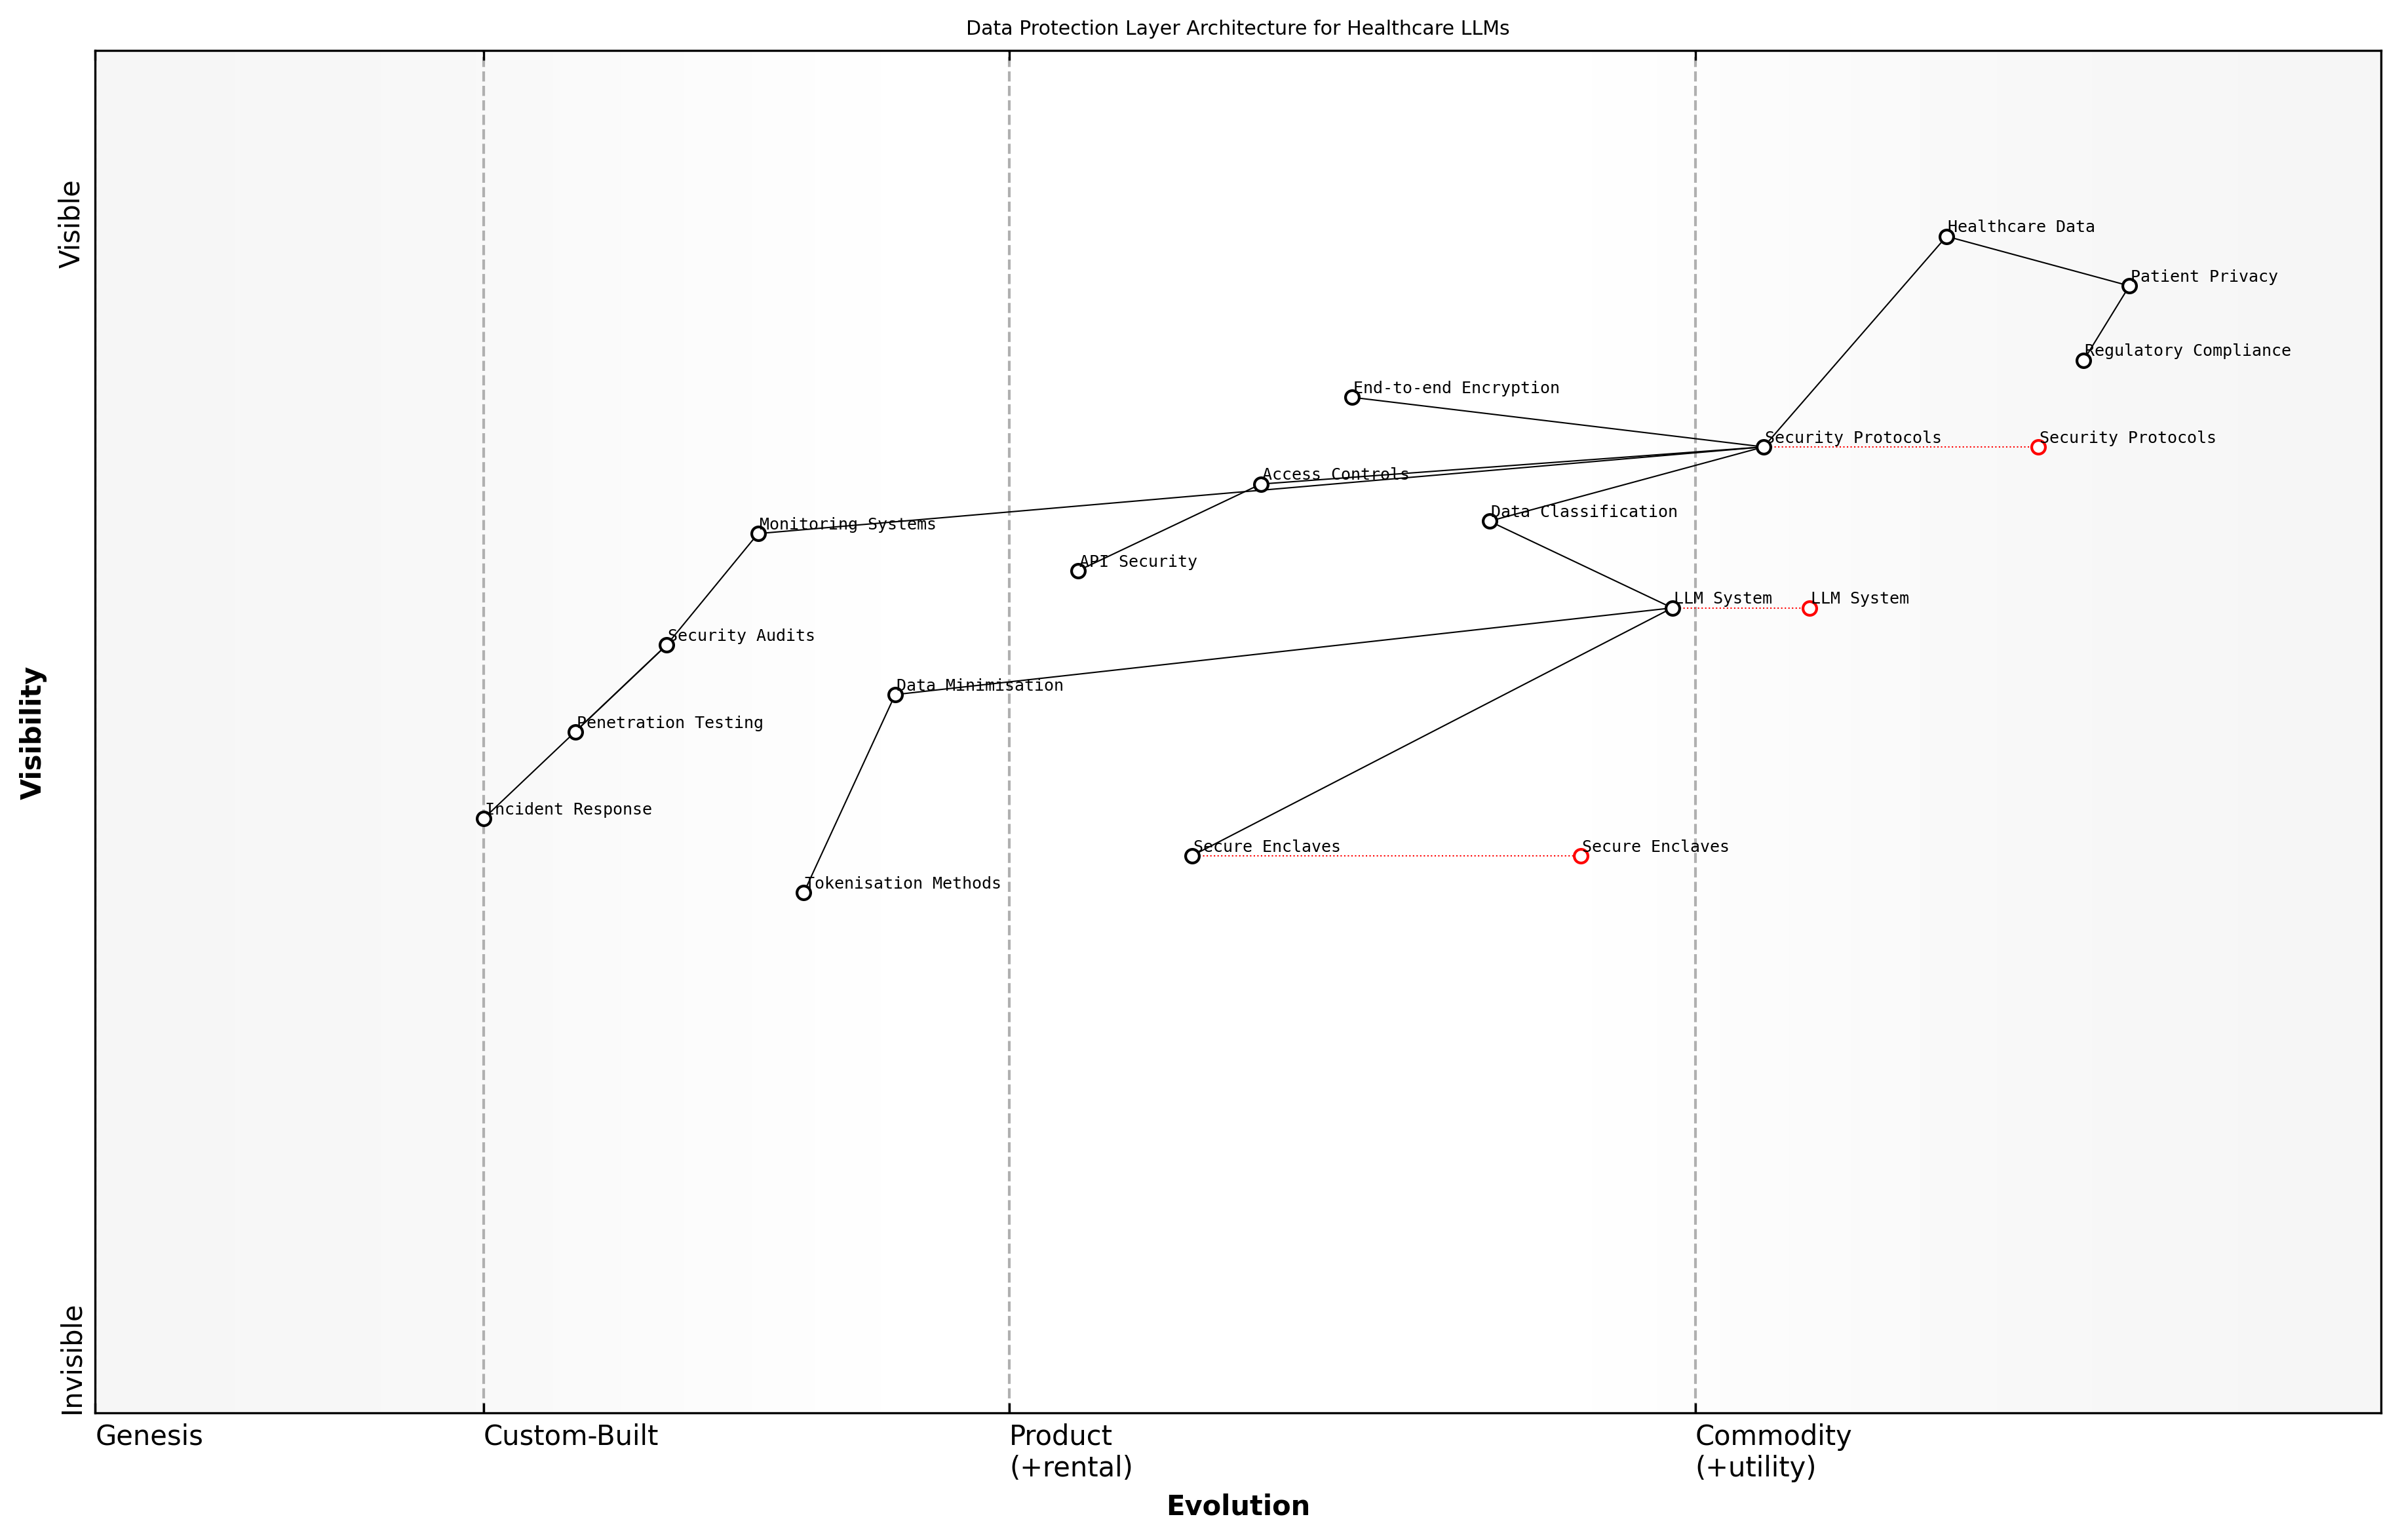 Data Protection Layer Architecture for Healthcare LLMs
Visible
Healthcare Data
Patient Privacy
Regulatory Compliance
End-to-end Encryption
Security Protocols
Security Protocols
Access Controls
Data Classification
Monitoring Systems
API Security
LLM System
LLM System
Security Audits
Data Minimisation
Penetration Testing
Incident Response
Secure Enclaves
Secure Enclaves
Tokenisation Methods
Visibility
Invisible
Genesis
Custom-Built
Product
(+rental)
Commodity
(+utility)
Evolution